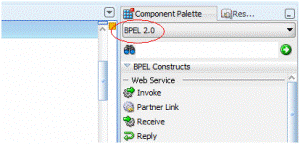 Component Palette
Res...
BPEL 2.0
BPEL Constructs
Web Service
Invoke
Partner Link
Receive
Reply